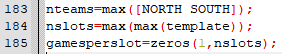 183 nteams=max([NORTH SOUTH]);
184 nslots=max(max(template));
185 gamesperslot=zeros(1,nslots);